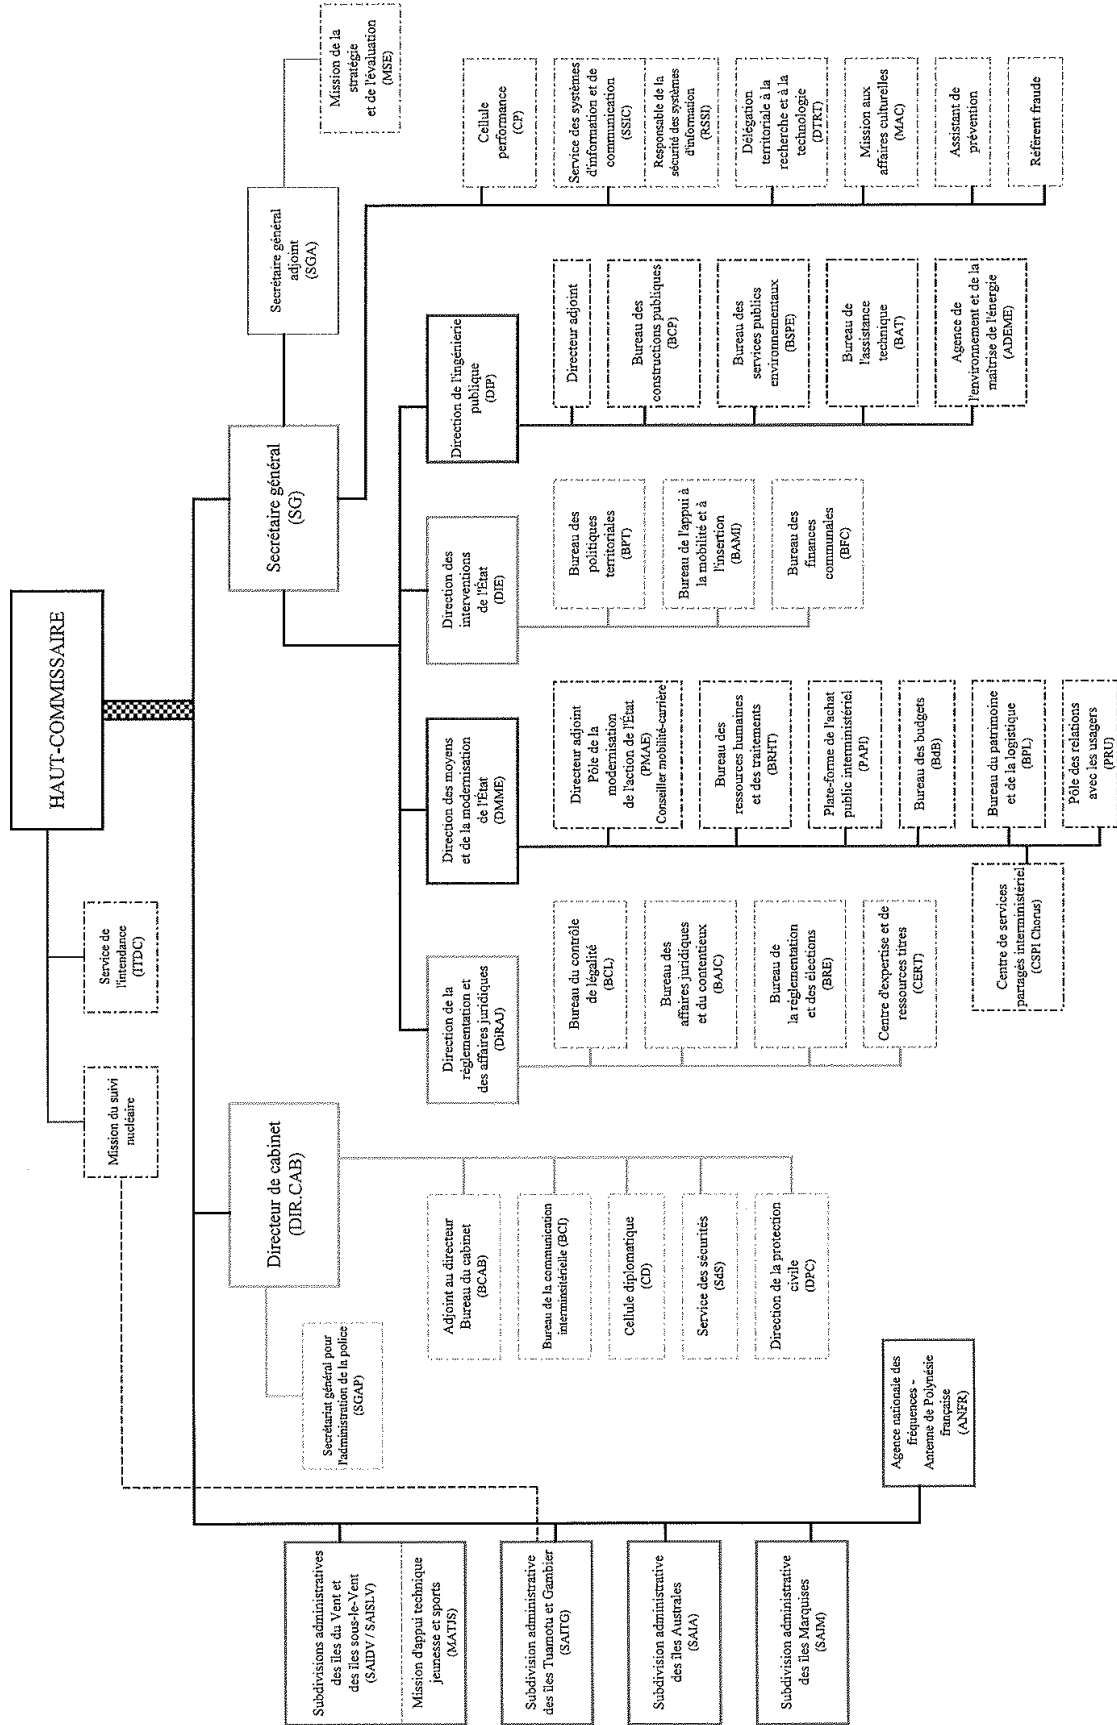 HAUT-COMMISSAIRE
Service de
l'intendance
(ITDC)
Mission du suivi
nucléaire
Secrétaire général
(SG)
Secrétaire général
adjoint
(SGA)
Mission de la
stratégie
et de l'évaluation
(MSE)
Directeur de cabinet
(DIR.CAB)
Secrétariat général pour
l'administration de la police
(SGAP)
Adjoint au directeur
Bureau du cabinet
(BCAB)
Bureau de la communication
interminsitérielle (BCI)
Cellule diplomatique
(CD)
Service des sécurités
(SdS)
Direction de la protection
civile
(DPC)
Direction de la
réglementation et
des affaires juridiques
(DiRAJ)
Bureau du contrôle
de légalité
(BCL)
Bureau des
affaires juridiques
et du contentieux
(BAJC)
Bureau de
la réglementation
et des élections
(BRE)
Centre d'expertise et de
ressources titres
(CERT)
Direction des moyens
et de la modernisation
de l'État
(DMME)
Directeur adjoint
Pôle de la
modernisation
de l'action de l'État
(PMAE)
Conseiller mobilité-carrière
Bureau des
ressources humaines
et des traitements
(BRHT)
Plate-forme de l'achat
public interministériel
(PAPI)
Bureau des budgets
(BdB)
Bureau du patrimoine
et de la logistique
(BPL)
Pôle des relations
avec les usagers
(PRU)
Centre de services
partagés interministériel
(CSPI Chorus)
Direction des
interventions
de l'État
(DIE)
Bureau des
politiques
territoriales
(BPT)
Bureau de l'appui à
la mobilité et à
l'insertion
(BAMI)
Bureau des
finances
communales
(BFC)
Direction de l'ingénierie
publique
(DIP)
Directeur adjoint
Bureau des
constructions publiques
(BCP)
Bureau des
services publics
environnementaux
(BSPE)
Bureau de
l'assistance
technique
(BAT)
Agence de
l'environnement et de la
maîtrise de l'énergie
(ADEME)
Cellule
performance
(CP)
Service des systèmes
d'information et de
communication
(SSIC)
Responsable de la
sécurité des systèmes
d'information
(RSSI)
Délégation
territoriale à la
recherche et à la
technologie
(DTRT)
Mission aux
affaires culturelles
(MAC)
Assistant de
prévention
Référent fraude
Subdivisions administratives
des îles du Vent et
des îles sous-le-Vent
(SAIDV / SAISLV)
Mission d'appui technique
jeunesse et sports
(MATJS)
Subdivision administrative
des îles Tuamotu et Gambier
(SAITG)
Subdivision administrative
des îles Australes
(SAIA)
Subdivision administrative
des îles Marquises
(SAIM)
Agence nationale des
fréquences -
Antenne de Polynésie
française
(ANFR)